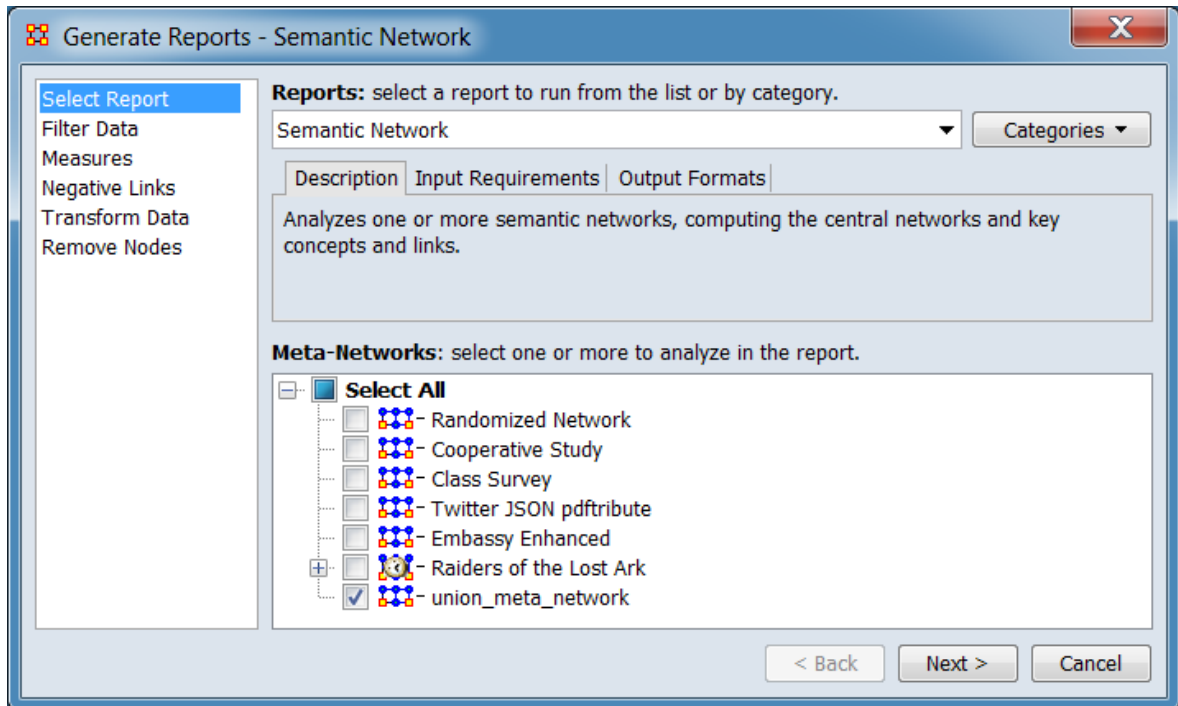 Generate Reports - Semantic Network
Select Report
Filter Data
Measures
Negative Links
Transform Data
Remove Nodes
Reports: select a report to run from the list or by category.
Semantic Network
Categories
Description Input Requirements Output Formats
Analyzes one or more semantic networks, computing the central networks and key
concepts and links.
Meta-Networks: select one or more to analyze in the report.
Select All
Randomized Network
Cooperative Study
Class Survey
Twitter JSON pdftribute
Embassy Enhanced
Raiders of the Lost Ark
union_meta_network
< Back Next > Cancel